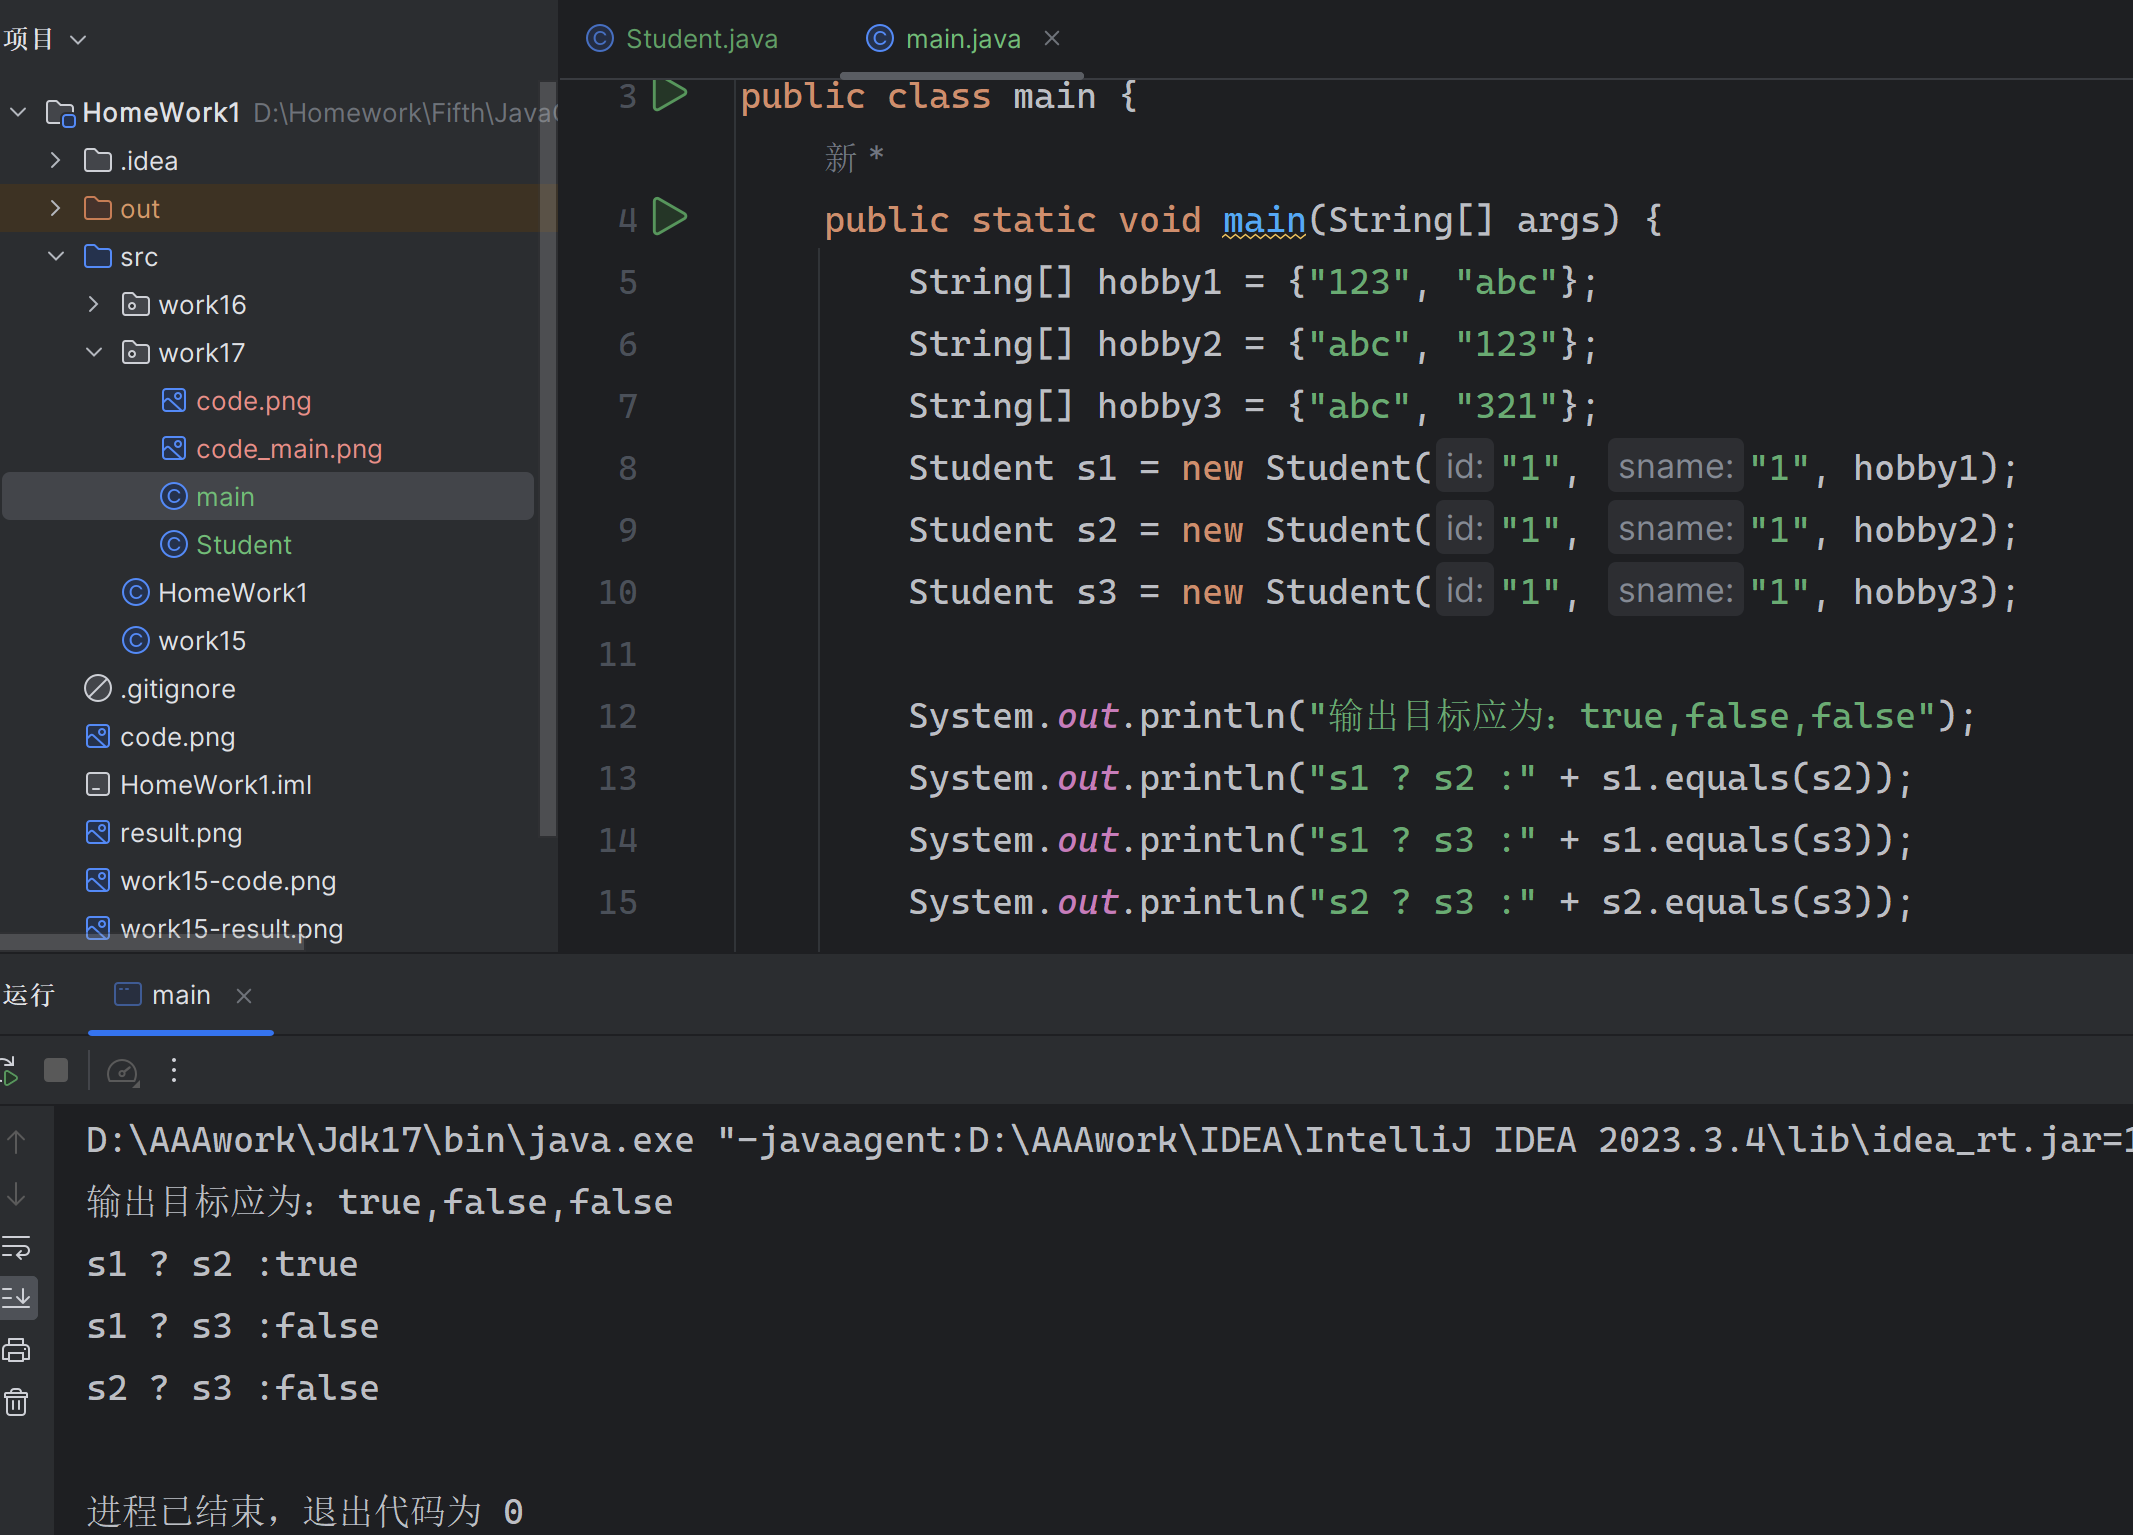 项目
HomeWork1 D:\Homework\Fifth\Java
.idea
out
src
work16
work17
code.png
code_main.png
main
Student
HomeWork1
work15
.gitignore
code.png
HomeWork1.iml
result.png
work15-code.png
work15-result.png
Student.java main.java
3 public class main {
新 *
4 public static void main(String[] args) {
5 String[] hobby1 = {"123", "abc"};
6 String[] hobby2 = {"abc", "123"};
7 String[] hobby3 = {"abc", "321"};
8 Student s1 = new Student( id: "1", sname: "1", hobby1);
9 Student s2 = new Student( id: "1", sname: "1", hobby2);
10 Student s3 = new Student( id: "1", sname: "1", hobby3);
11
12 System.out.println("输出目标应为：true,false,false");
13 System.out.println("s1 ? s2 :" + s1.equals(s2));
14 System.out.println("s1 ? s3 :" + s1.equals(s3));
15 System.out.println("s2 ? s3 :" + s2.equals(s3));
运行 main
D:\AAAwork\Jdk17\bin\java.exe "-javaagent:D:\AAAwork\IDEA\IntelliJ IDEA 2023.3.4\lib\idea_rt.jar=1
输出目标应为：true,false,false
s1 ? s2 :true
s1 ? s3 :false
s2 ? s3 :false
进程已结束，退出代码为 0